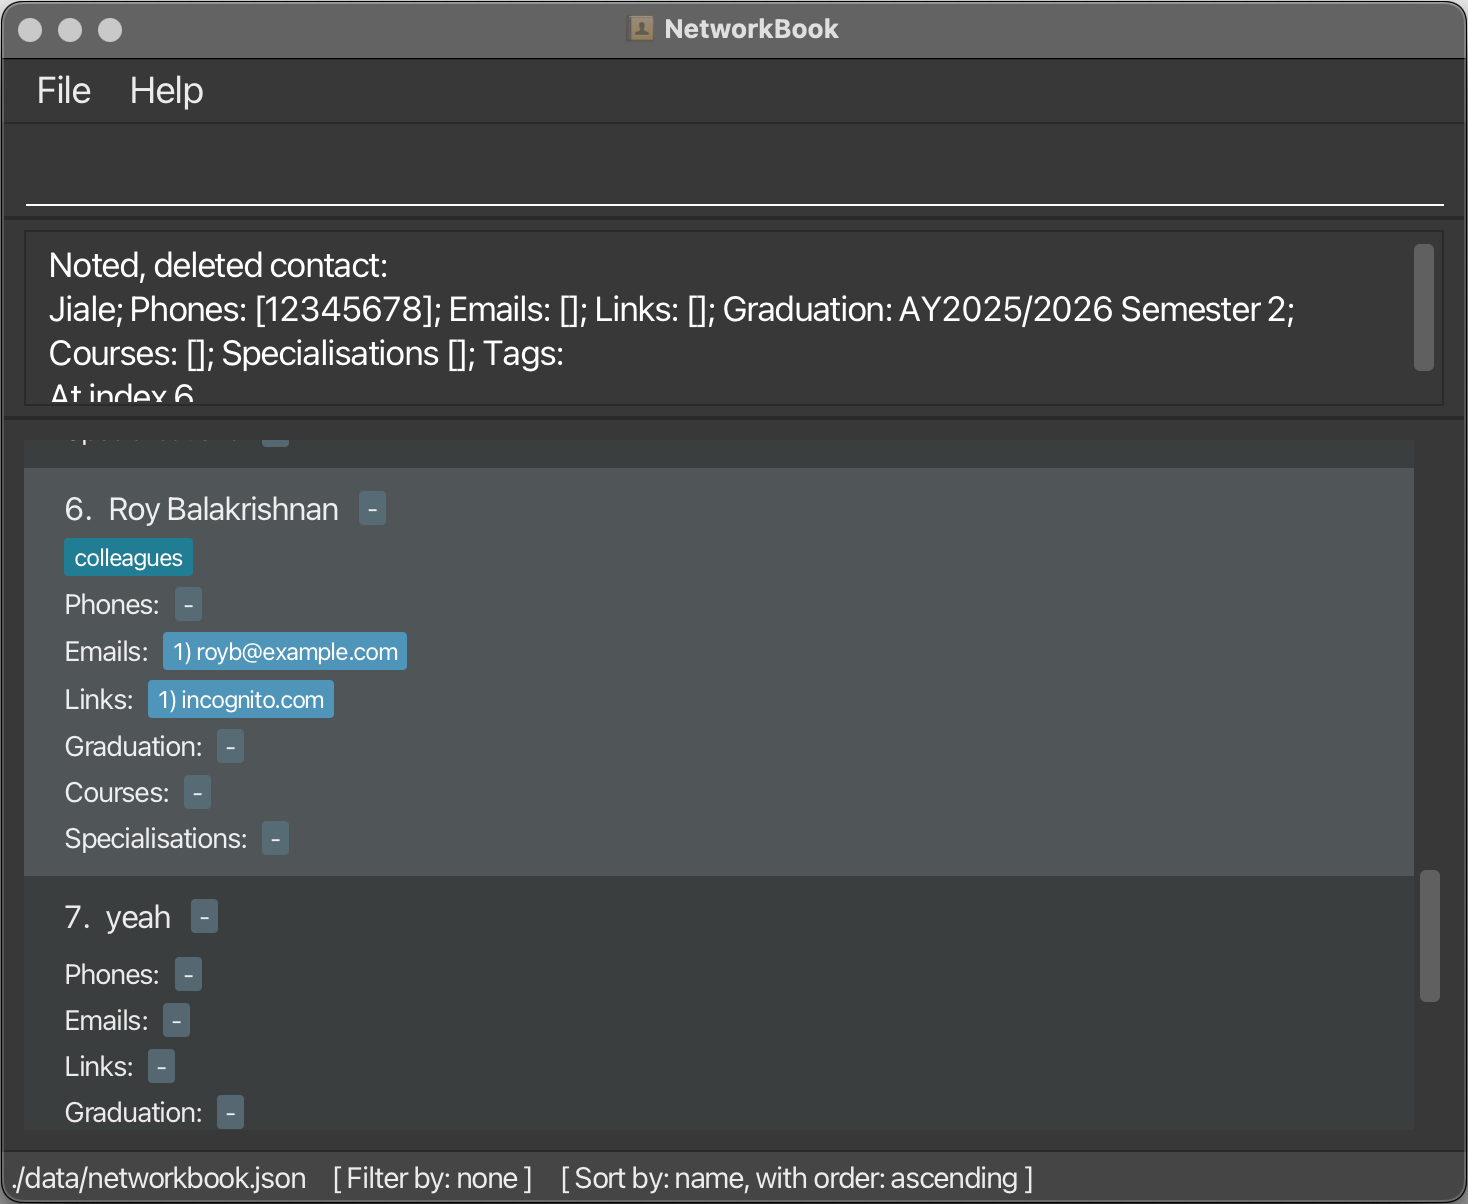 NetworkBook
File Help
Noted, deleted contact:
Jiale; Phones: [12345678]; Emails: []; Links: []; Graduation: AY2025/2026 Semester 2;
Courses: []; Specialisations []; Tags:
At index 6
6. Roy Balakrishnan -
colleagues
Phones: -
Emails: 1) royb@example.com
Links: 1) incognito.com
Graduation: -
Courses: -
Specialisations: -
7. yeah -
Phones: -
Emails: -
Links: -
Graduation: -
./data/networkbook.json [ Filter by: none ] [ Sort by: name, with order: ascending ]